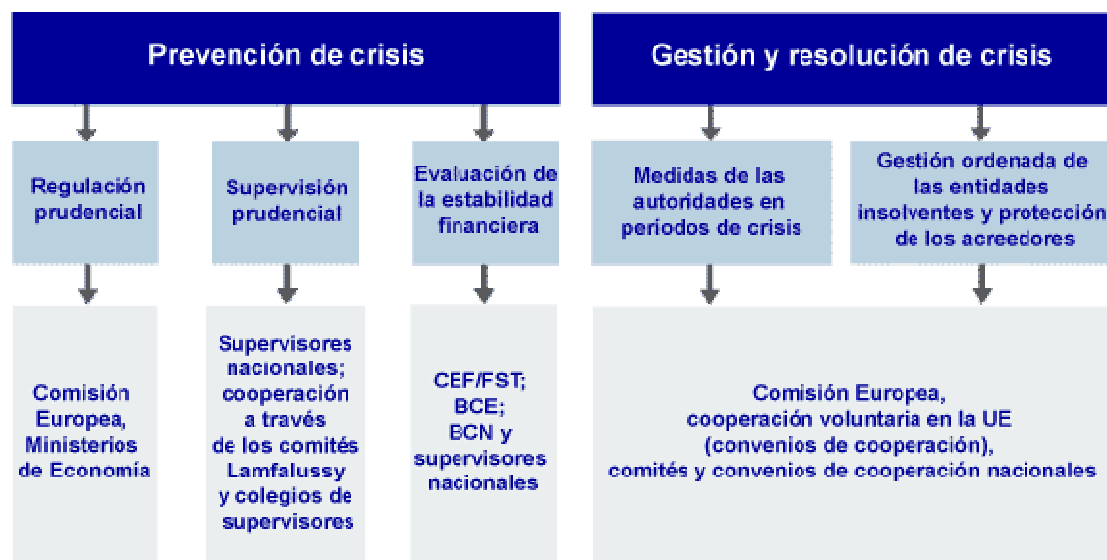 Prevención de crisis
Gestión y resolución de crisis
Regulación
prudencial
Supervisión
prudencial
Evaluación de
la estabilidad
financiera
Medidas de las
autoridades en
períodos de crisis
Gestión ordenada de
las entidades
insolventes y protección
de los acreedores
Comisión
Europea,
Ministerios
de Economía
Supervisores
nacionales;
cooperación
a través
de los comités
Lamfalussy
y colegios de
supervisores
CEF/FST;
BCE;
BCN y
supervisores
nacionales
Comisión Europea,
cooperación voluntaria en la UE
(convenios de cooperación),
comités y convenios de cooperación nacionales